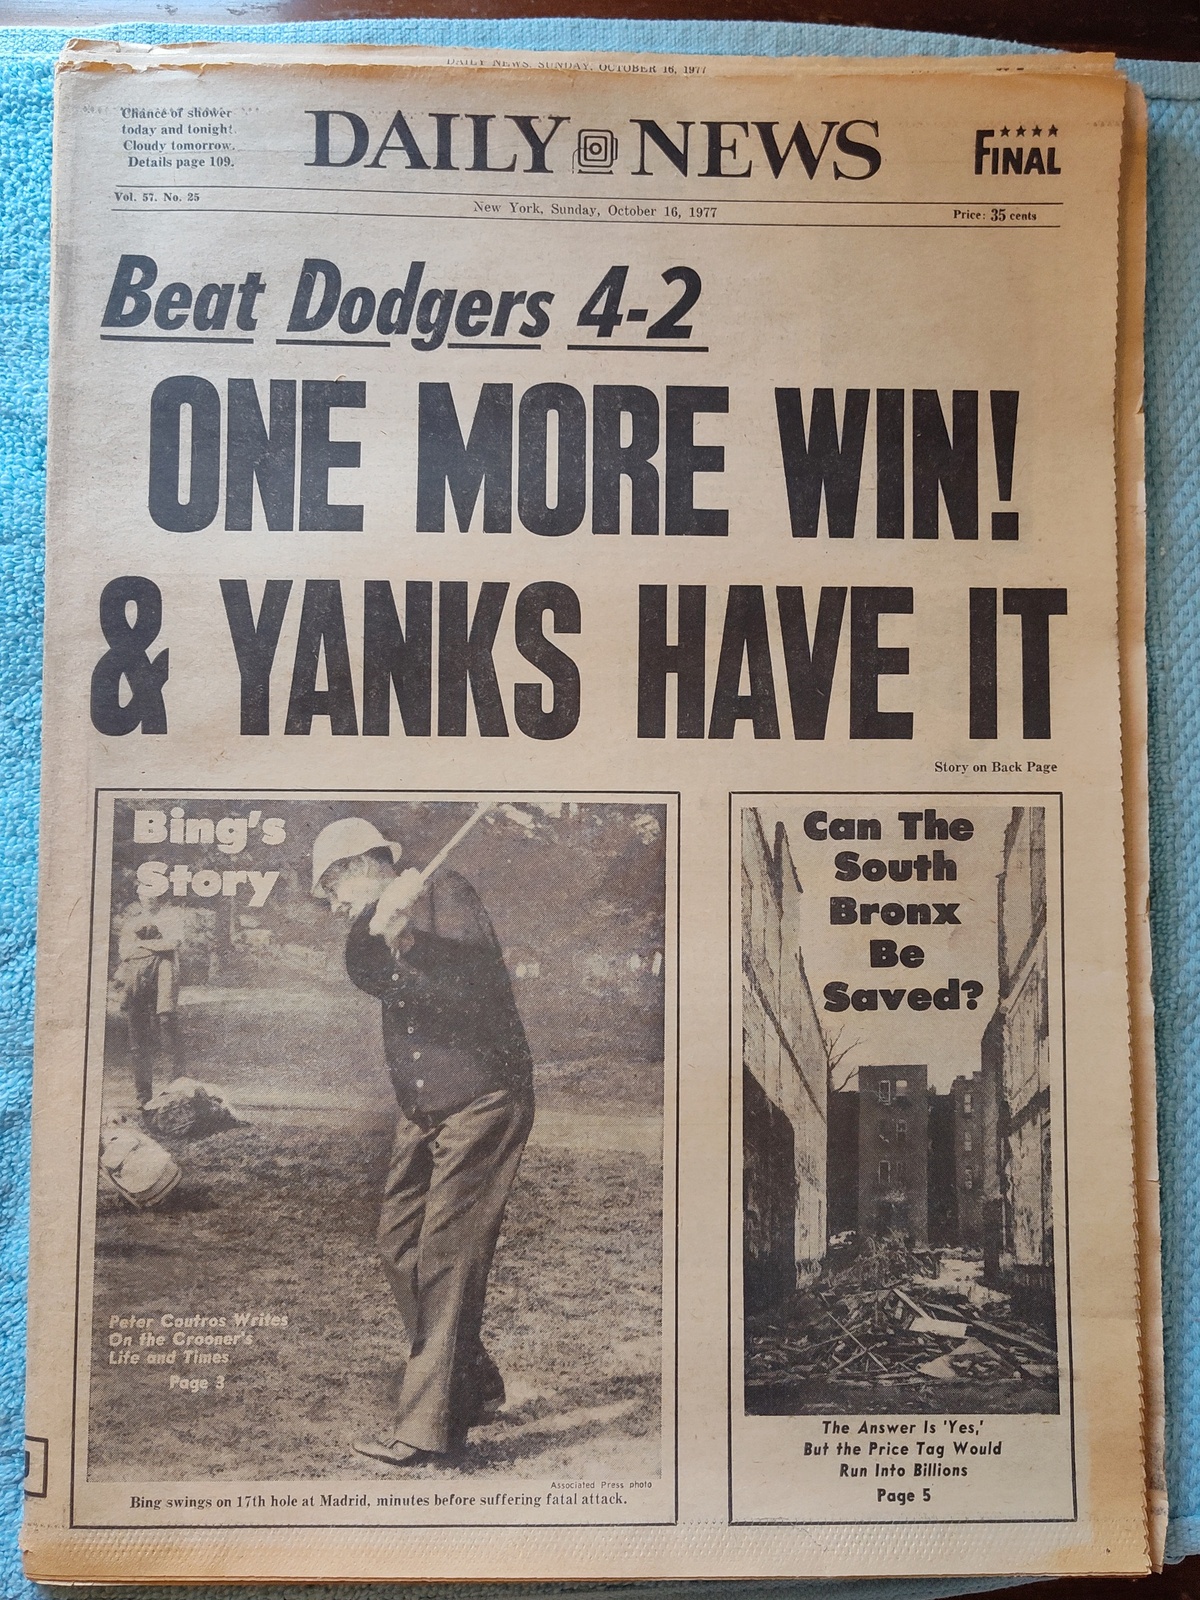 DAILY NEWS, SUNDAY, OCTOBER 16, 1977
Chance of shower
today and tonight.
Cloudy tomorrow.
Details page 109.
DAILY NEWS
★★★★
FINAL
Vol. 57. No. 25
New York, Sunday, October 16, 1977
Price: 35 cents
Beat Dodgers 4-2
ONE MORE WIN!
& YANKS HAVE IT
Story on Back Page
Bing's
Story
Peter Coutros Writes
On the Crooner's
Life and Times
Page 3
Associated Press photo
Bing swings on 17th hole at Madrid, minutes before suffering fatal attack.
Can The
South
Bronx
Be
Saved?
The Answer Is 'Yes,'
But the Price Tag Would
Run Into Billions
Page 5